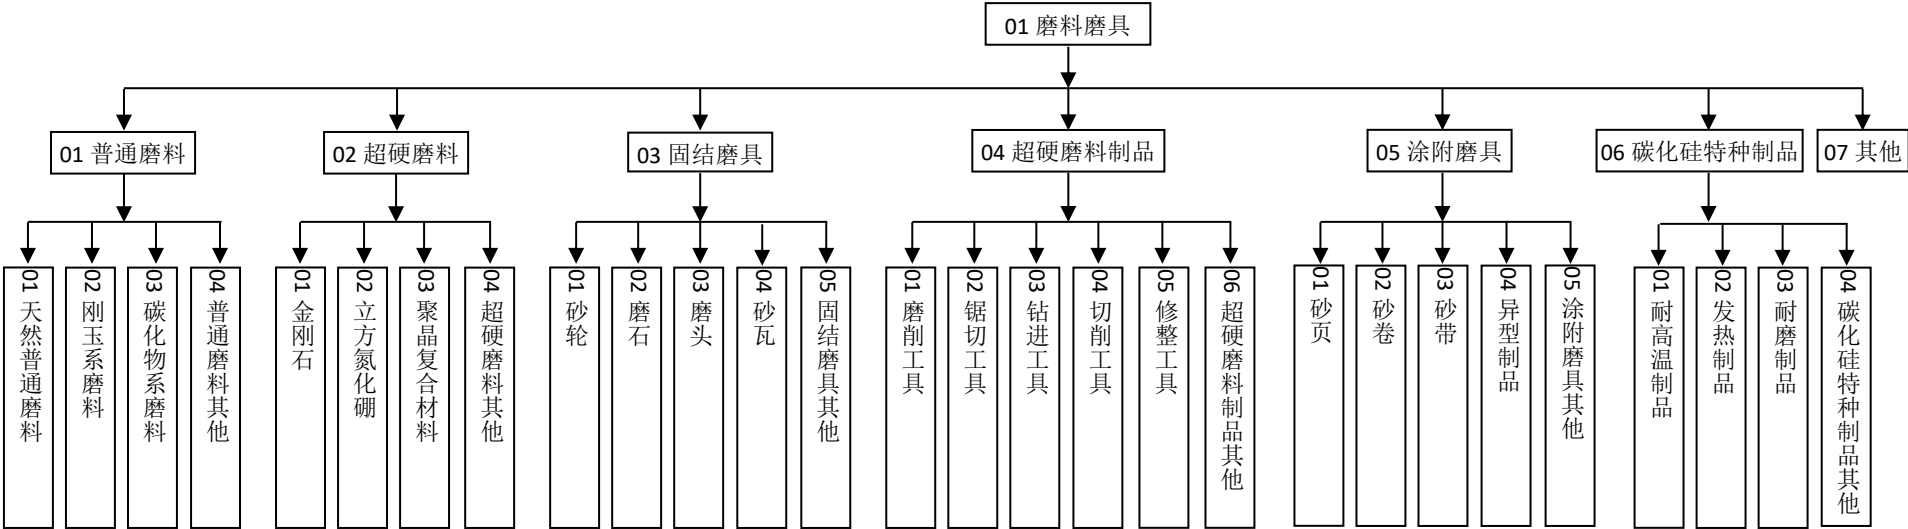 01 磨料磨具
01 普通磨料
02 超硬磨料
03 固结磨具
04 超硬磨料制品
05 涂附磨具
06 碳化硅特种制品
07 其他
01 天然普通磨料
02 刚玉系磨料
03 碳化物系磨料
04 普通磨料其他
01 金刚石
02 立方氮化硼
03 聚晶复合材料
04 超硬磨料其他
01 砂轮
02 磨石
03 磨头
04 砂瓦
05 固结磨具其他
01 磨削工具
02 锯切工具
03 钻进工具
04 切削工具
05 修整工具
06 超硬磨料制品其他
01 砂页
02 砂卷
03 砂带
04 异型制品
05 涂附磨具其他
01 耐高温制品
02 发热制品
03 耐磨制品
04 碳化硅特种制品其他